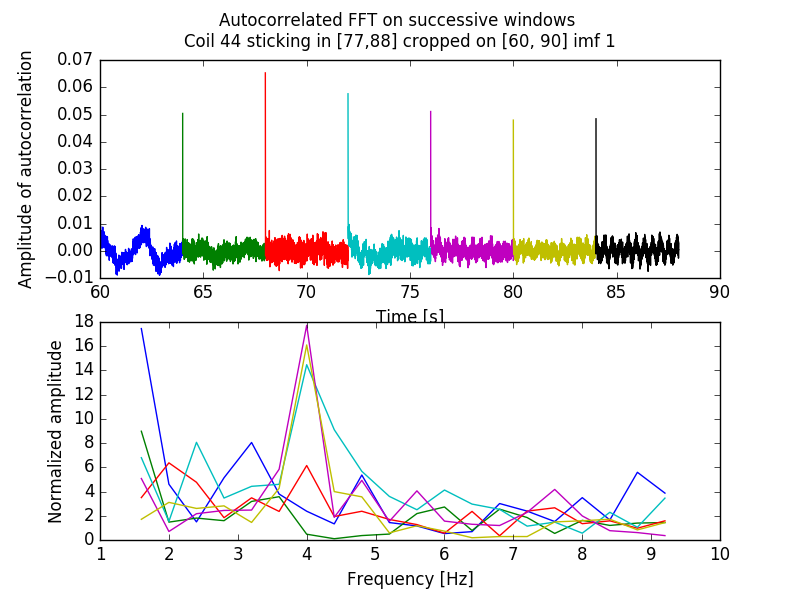 Autocorrelated FFT on successive windows
Coil 44 sticking in [77,88] cropped on [60, 90] imf 1
Amplitude of autocorrelation
0.07
0.06
0.05
0.04
0.03
0.02
0.01
0.00
−0.01
60 65 70 75 80 85 90
Time [s]
Normalized amplitude
18
16
14
12
10
8
6
4
2
0
1 2 3 4 5 6 7 8 9 10
Frequency [Hz]